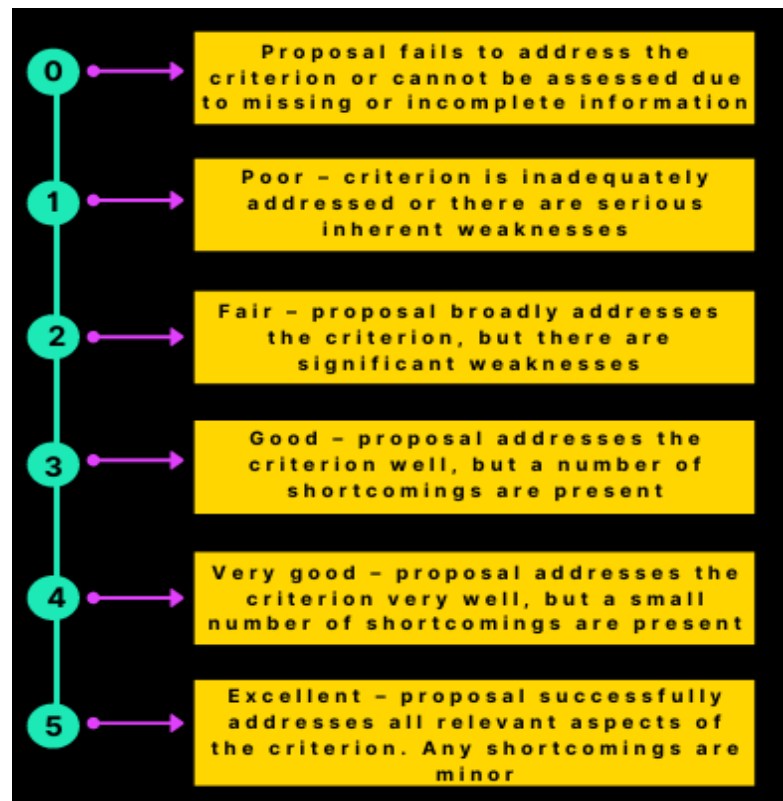 0
Proposal fails to address the
criterion or cannot be assessed due
to missing or incomplete information
1
Poor – criterion is inadequately
addressed or there are serious
inherent weaknesses
2
Fair – proposal broadly addresses
the criterion, but there are
significant weaknesses
3
Good – proposal addresses the
criterion well, but a number of
shortcomings are present
4
Very good – proposal addresses the
criterion very well, but a small
number of shortcomings are present
5
Excellent – proposal successfully
addresses all relevant aspects of
the criterion. Any shortcomings are
minor